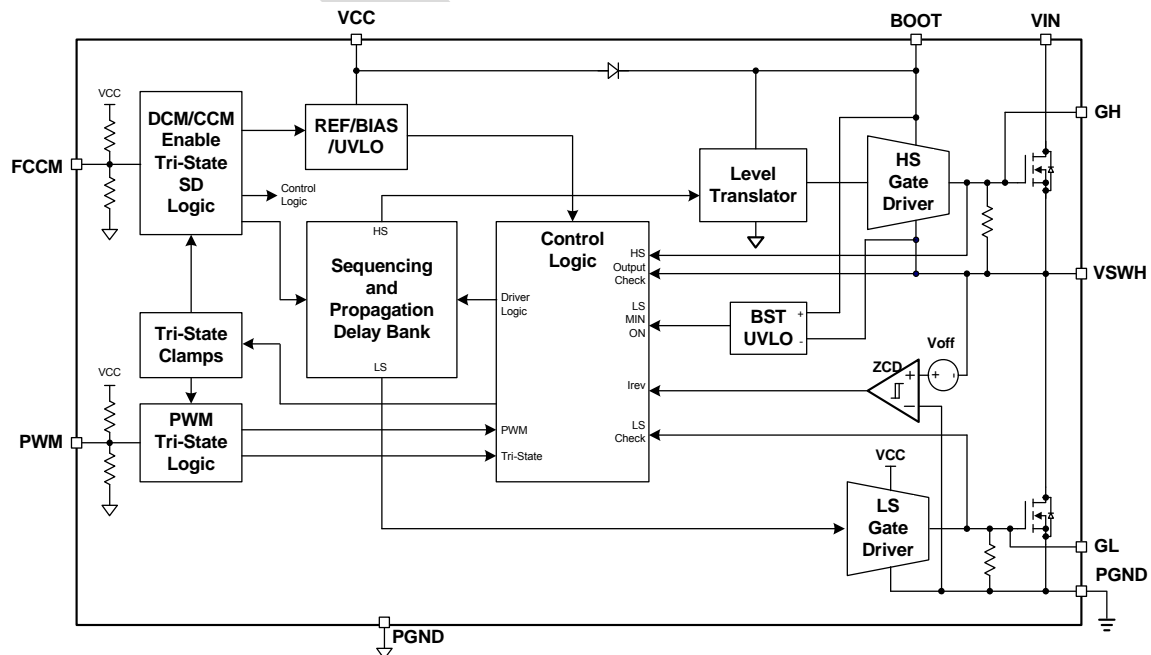 VCC
BOOT
VIN
VCC
DCM/CCM
Enable
Tri-State
SD
Logic
REF/BIAS
/UVLO
GH
FCCM
Control
Logic
Level
Translator
HS
Gate
Driver
HS
Sequencing
and
Propagation
Delay Bank
LS
Control
Logic
HS
Output
Check
VSWH
Driver
Logic
LS
MIN
ON
BST
UVLO
+
-
Tri-State
Clamps
Voff
ZCD
+
-
+
–
Irev
VCC
PWM
PWM
Tri-State
Logic
PWM
Tri-State
LS
Check
VCC
LS
Gate
Driver
GL
PGND
PGND